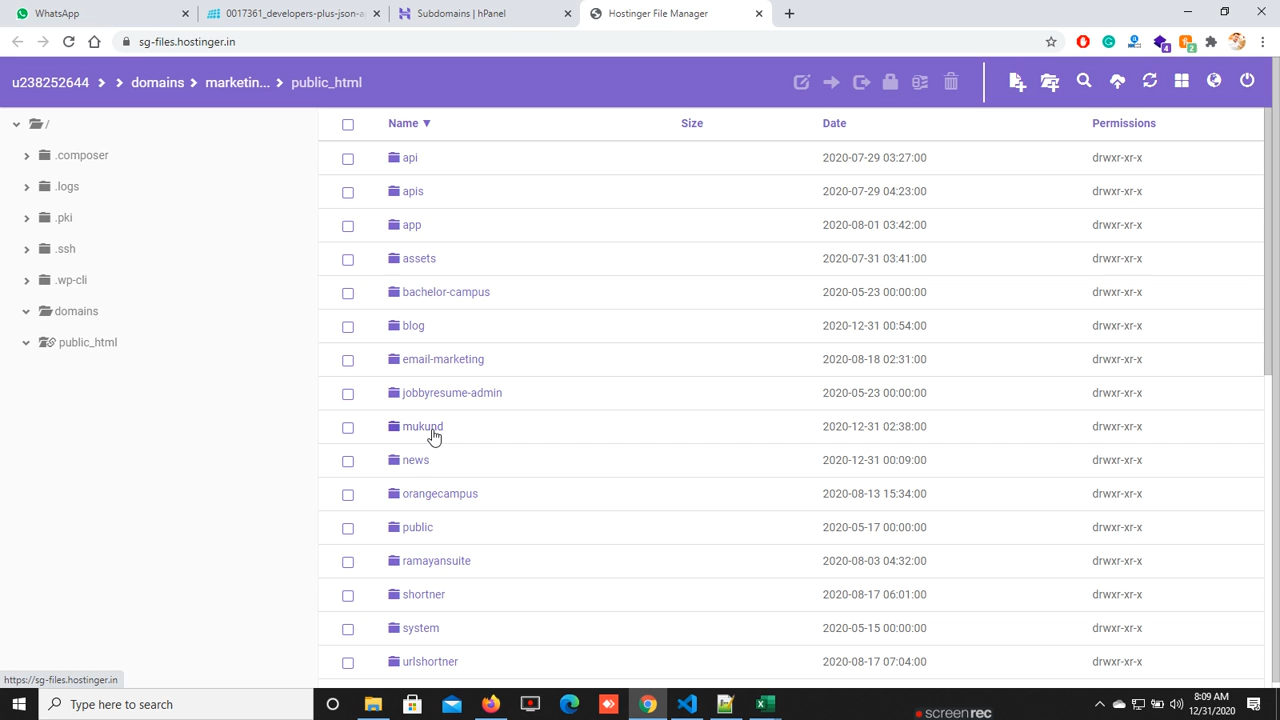 WhatsApp
0017361_developers-plus-json-a
Subdomains | hPanel
Hostinger File Manager
sg-files.hostinger.in
4
2
u238252644 > > domains > marketin... > public_html
/
.composer
.logs
.pki
.ssh
.wp-cli
domains
public_html
Name Size Date Permissions
api 2020-07-29 03:27:00 drwxr-xr-x
apis 2020-07-29 04:23:00 drwxr-xr-x
app 2020-08-01 03:42:00 drwxr-xr-x
assets 2020-07-31 03:41:00 drwxr-xr-x
bachelor-campus 2020-05-23 00:00:00 drwxr-xr-x
blog 2020-12-31 00:54:00 drwxr-xr-x
email-marketing 2020-08-18 02:31:00 drwxr-xr-x
jobbyresume-admin 2020-05-23 00:00:00 drwxr-xr-x
mukund 2020-12-31 02:38:00 drwxr-xr-x
news 2020-12-31 00:09:00 drwxr-xr-x
orangecampus 2020-08-13 15:34:00 drwxr-xr-x
public 2020-05-17 00:00:00 drwxr-xr-x
ramayansuite 2020-08-03 04:32:00 drwxr-xr-x
shortner 2020-08-17 06:01:00 drwxr-xr-x
system 2020-05-15 00:00:00 drwxr-xr-x
urlshortner 2020-08-17 07:04:00 drwxr-xr-x
https://sg-files.hostinger.in
Type here to search
8:09 AM
12/31/2020
screenrec